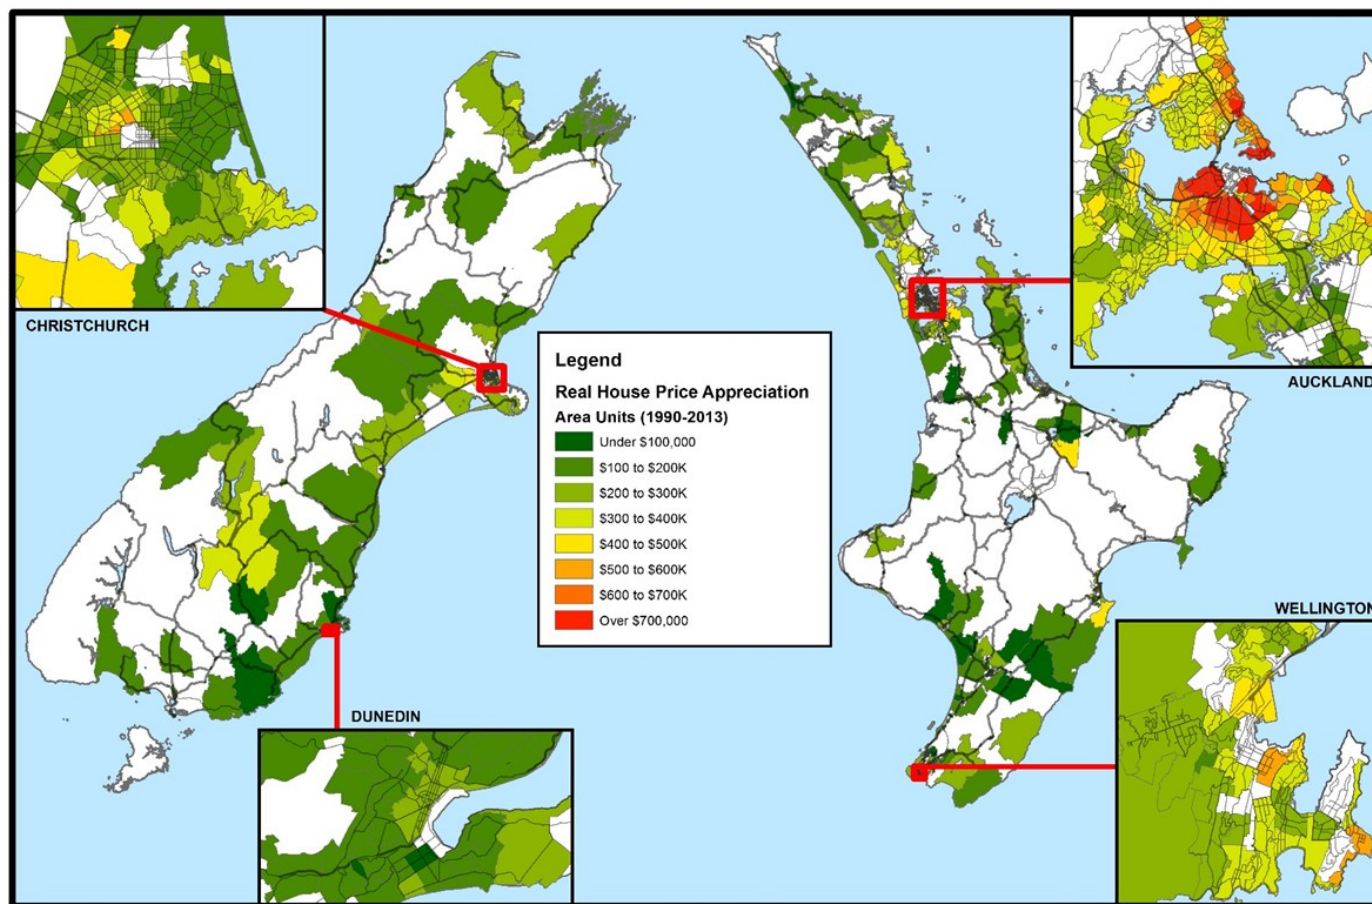 CHRISTCHURCH
AUCKLAND
Legend
Real House Price Appreciation
Area Units (1990-2013)
Under $100,000
$100 to $200K
$200 to $300K
$300 to $400K
$400 to $500K
$500 to $600K
$600 to $700K
Over $700,000
WELLINGTON
DUNEDIN